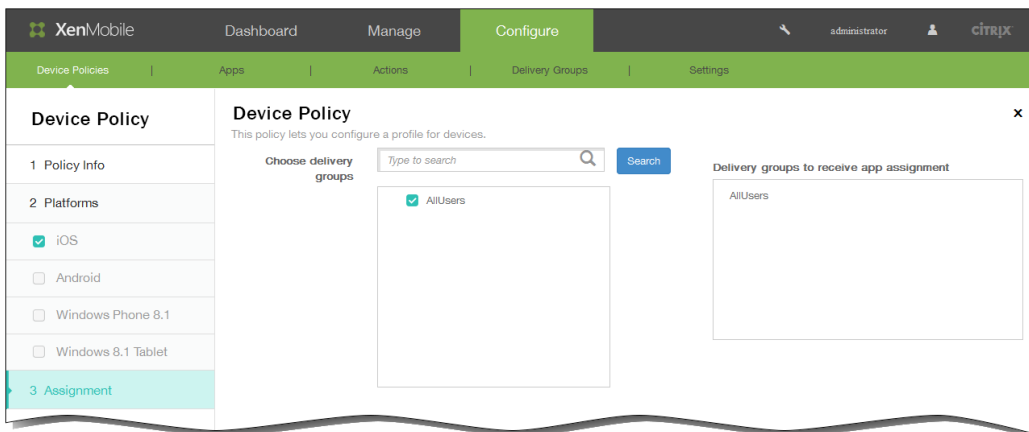 XenMobile Dashboard Manage Configure administrator CİTRIX
Device Policies | Apps | Actions | Delivery Groups | Settings
Device Policy
1 Policy Info
2 Platforms
iOS
Android
Windows Phone 8.1
Windows 8.1 Tablet
3 Assignment
Device Policy
x
This policy lets you configure a profile for devices.
Choose delivery
groups
Type to search
Search
AllUsers
Delivery groups to receive app assignment
AllUsers